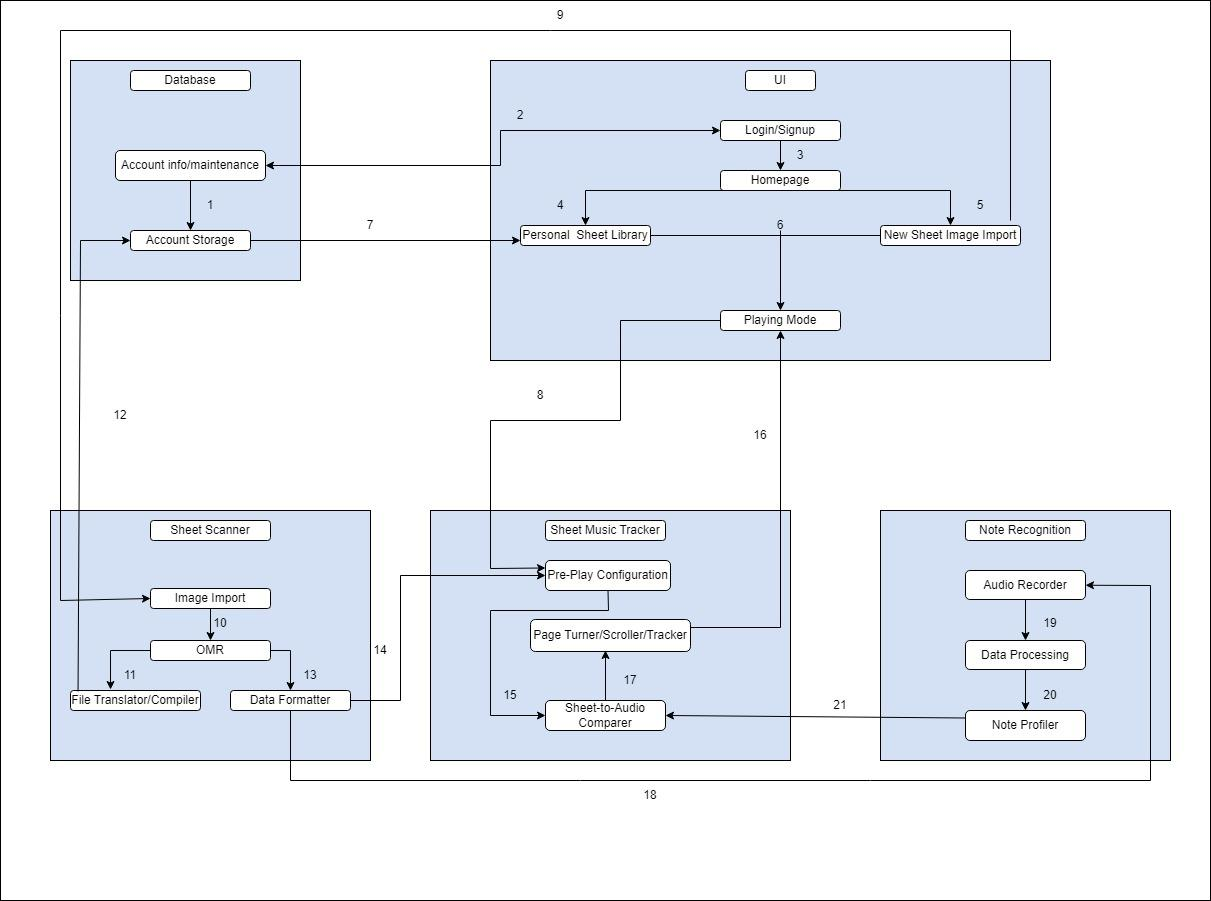 9
Database
UI
2
Login/Signup
Account info/maintenance
3
Homepage
1
4
5
7
6
Account Storage
Personal  Sheet Library
New Sheet Image Import
Playing Mode
8
12
16
Sheet Scanner
Sheet Music Tracker
Note Recognition
Pre-Play Configuration
Audio Recorder
Image Import
10
19
Page Turner/Scroller/Tracker
OMR
14
Data Processing
11
13
17
15
20
File Translator/Compiler
Data Formatter
Sheet-to-Audio
Comparer
21
Note Profiler
18